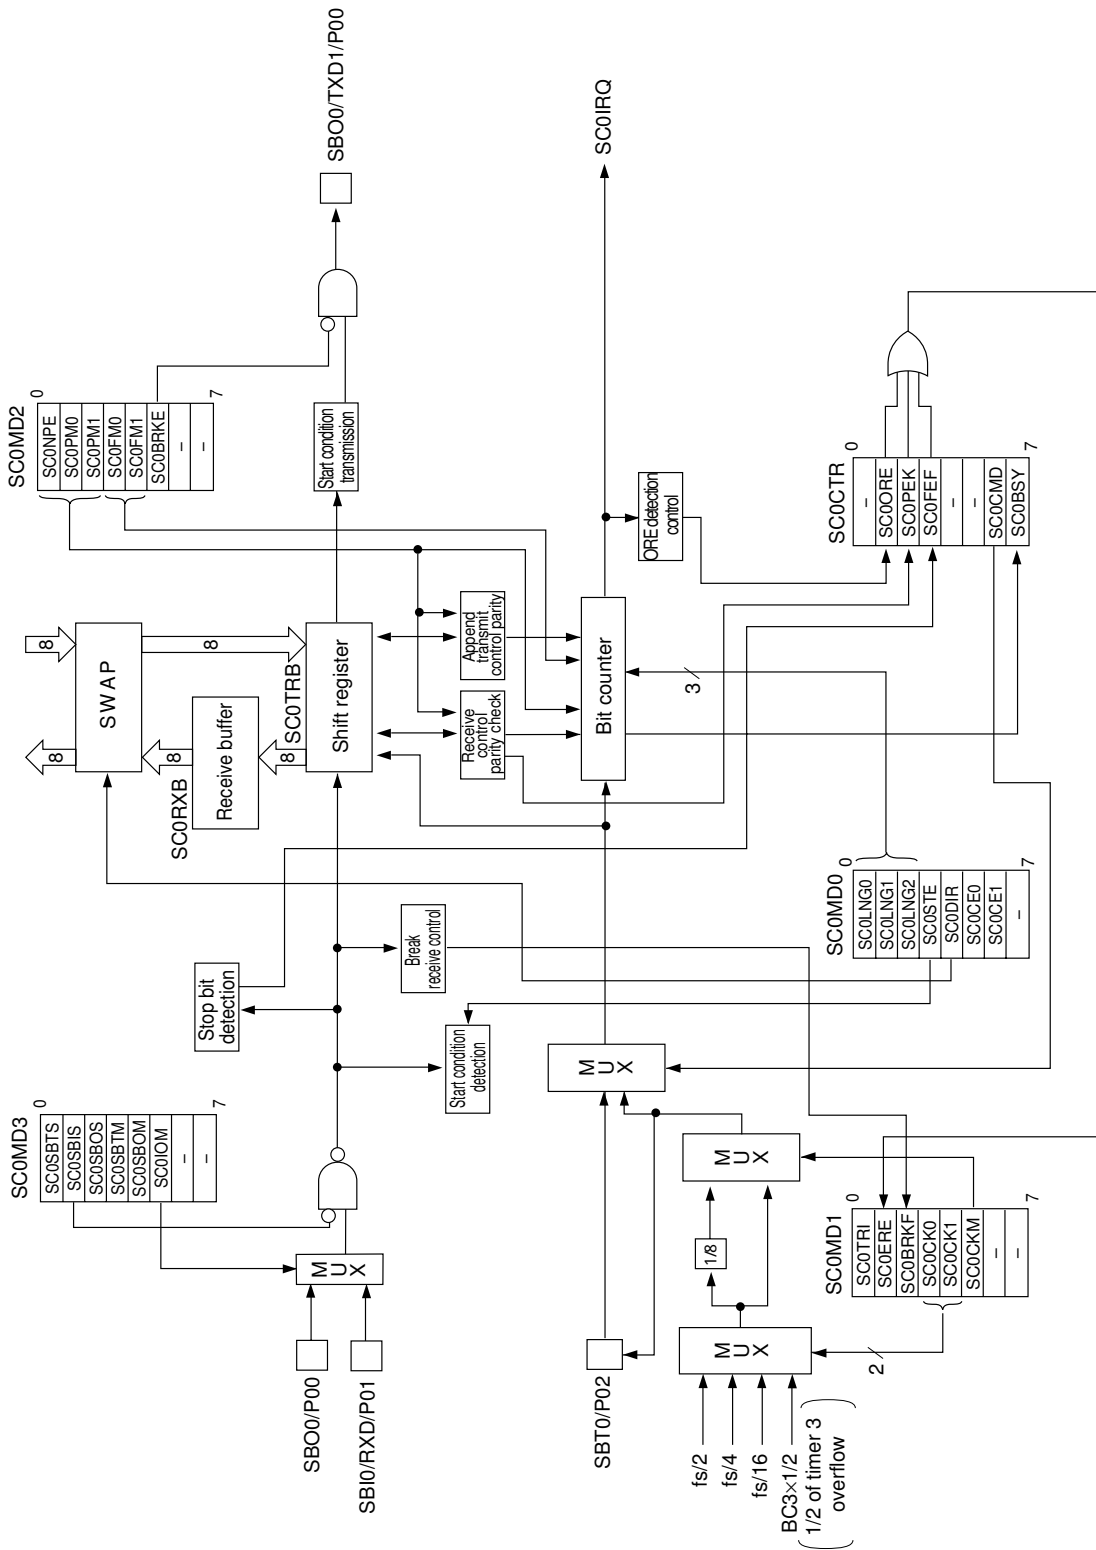 SC0MD3
0
SC0SBTS
SC0SBIS
SC0SBOS
SC0SBTM
SC0SBOM
SC0IOM
–
–
7
SBO0/P00
SBI0/RXD/P01
MUX
Stop bit
detection
Start condition
detection
Break
receive control
8
8
SWAP
8
8
SC0RXB
Receive buffer
8
SC0TRB
Shift register
SC0MD2
0
SC0NPE
SC0PM0
SC0PM1
SC0FM0
SC0FM1
SC0BRKE
–
–
7
Start condition
transmission
SBO0/TXD1/P00
Receive
control
parity check
Append
transmit
control parity
SBT0/P02
MUX
Bit counter
SC0IRQ
ORE detection
control
3
fs/2
fs/4
fs/16
BC3×1/2
1/2 of timer 3
overflow
MUX
1/8
MUX
2
SC0MD1
0
SC0TRI
SC0ERE
SC0BRKF
SC0CK0
SC0CK1
SC0CKM
–
–
7
SC0MD0
0
SC0LNG0
SC0LNG1
SC0LNG2
SC0STE
SC0DIR
SC0CE0
SC0CE1
–
7
SC0CTR
0
–
SC0ORE
SC0PEK
SC0FEF
–
–
SC0CMD
SC0BSY
7